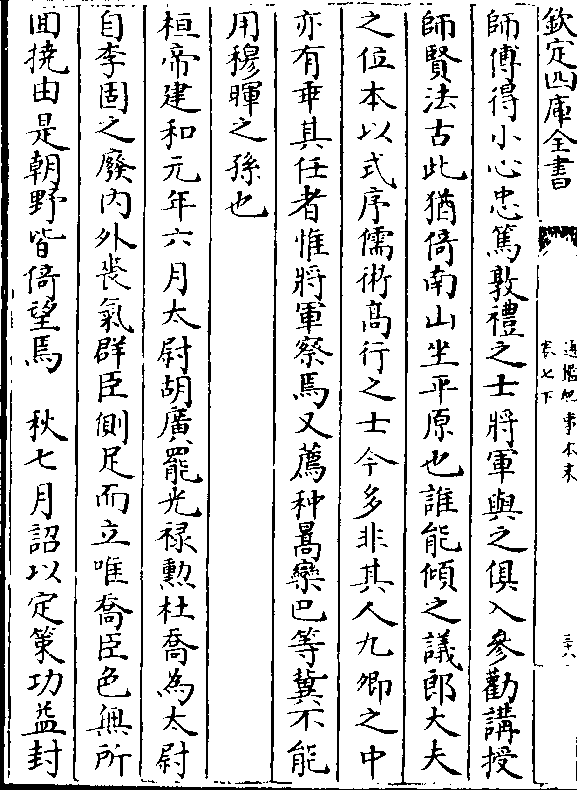 欽定四庫全書
通鑑紀事本末
卷七下
三十八
師傅得小心忠篤敦禮之士將軍與之俱入參勸講授
師賢法古此猶倚南山坐平原也誰能傾之議郎大夫
之位本以式序儒術高行之士今多非其人九卿之中
亦有乖其任者惟將軍察焉又薦种暠欒巴等冀不能
用穆暉之孫也
桓帝建和元年六月太尉胡廣罷光禄勲杜喬為太尉
自李固之廢内外喪氣群臣側足而立唯喬臣色無所
回撓由是朝野皆倚望焉　秋七月詔以定策功益封